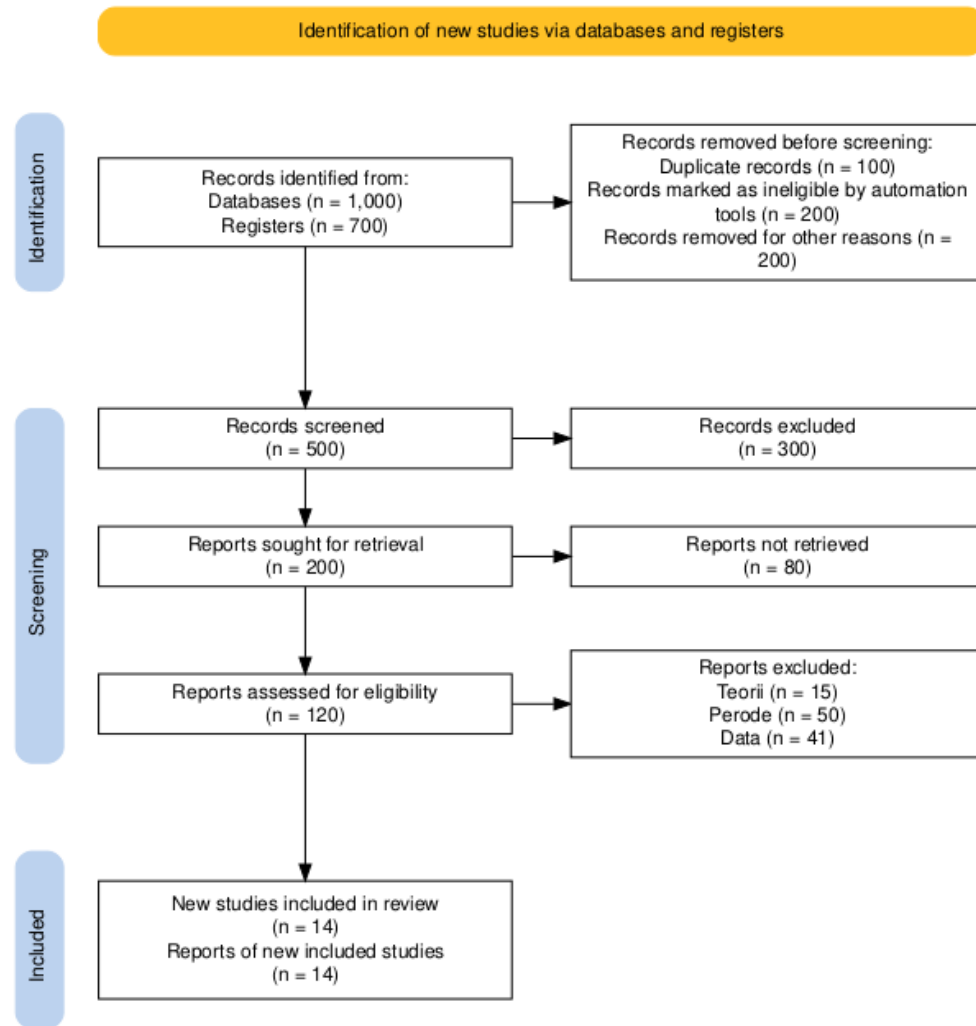 Identification of new studies via databases and registers
Identification
Records identified from:
Databases (n = 1,000)
Registers (n = 700)
Records removed before screening:
Duplicate records (n = 100)
Records marked as ineligible by automation
tools (n = 200)
Records removed for other reasons (n =
200)
Screening
Records screened
(n = 500)
Records excluded
(n = 300)
Reports sought for retrieval
(n = 200)
Reports not retrieved
(n = 80)
Reports assessed for eligibility
(n = 120)
Reports excluded:
Teorii (n = 15)
Perode (n = 50)
Data (n = 41)
Included
New studies included in review
(n = 14)
Reports of new included studies
(n = 14)